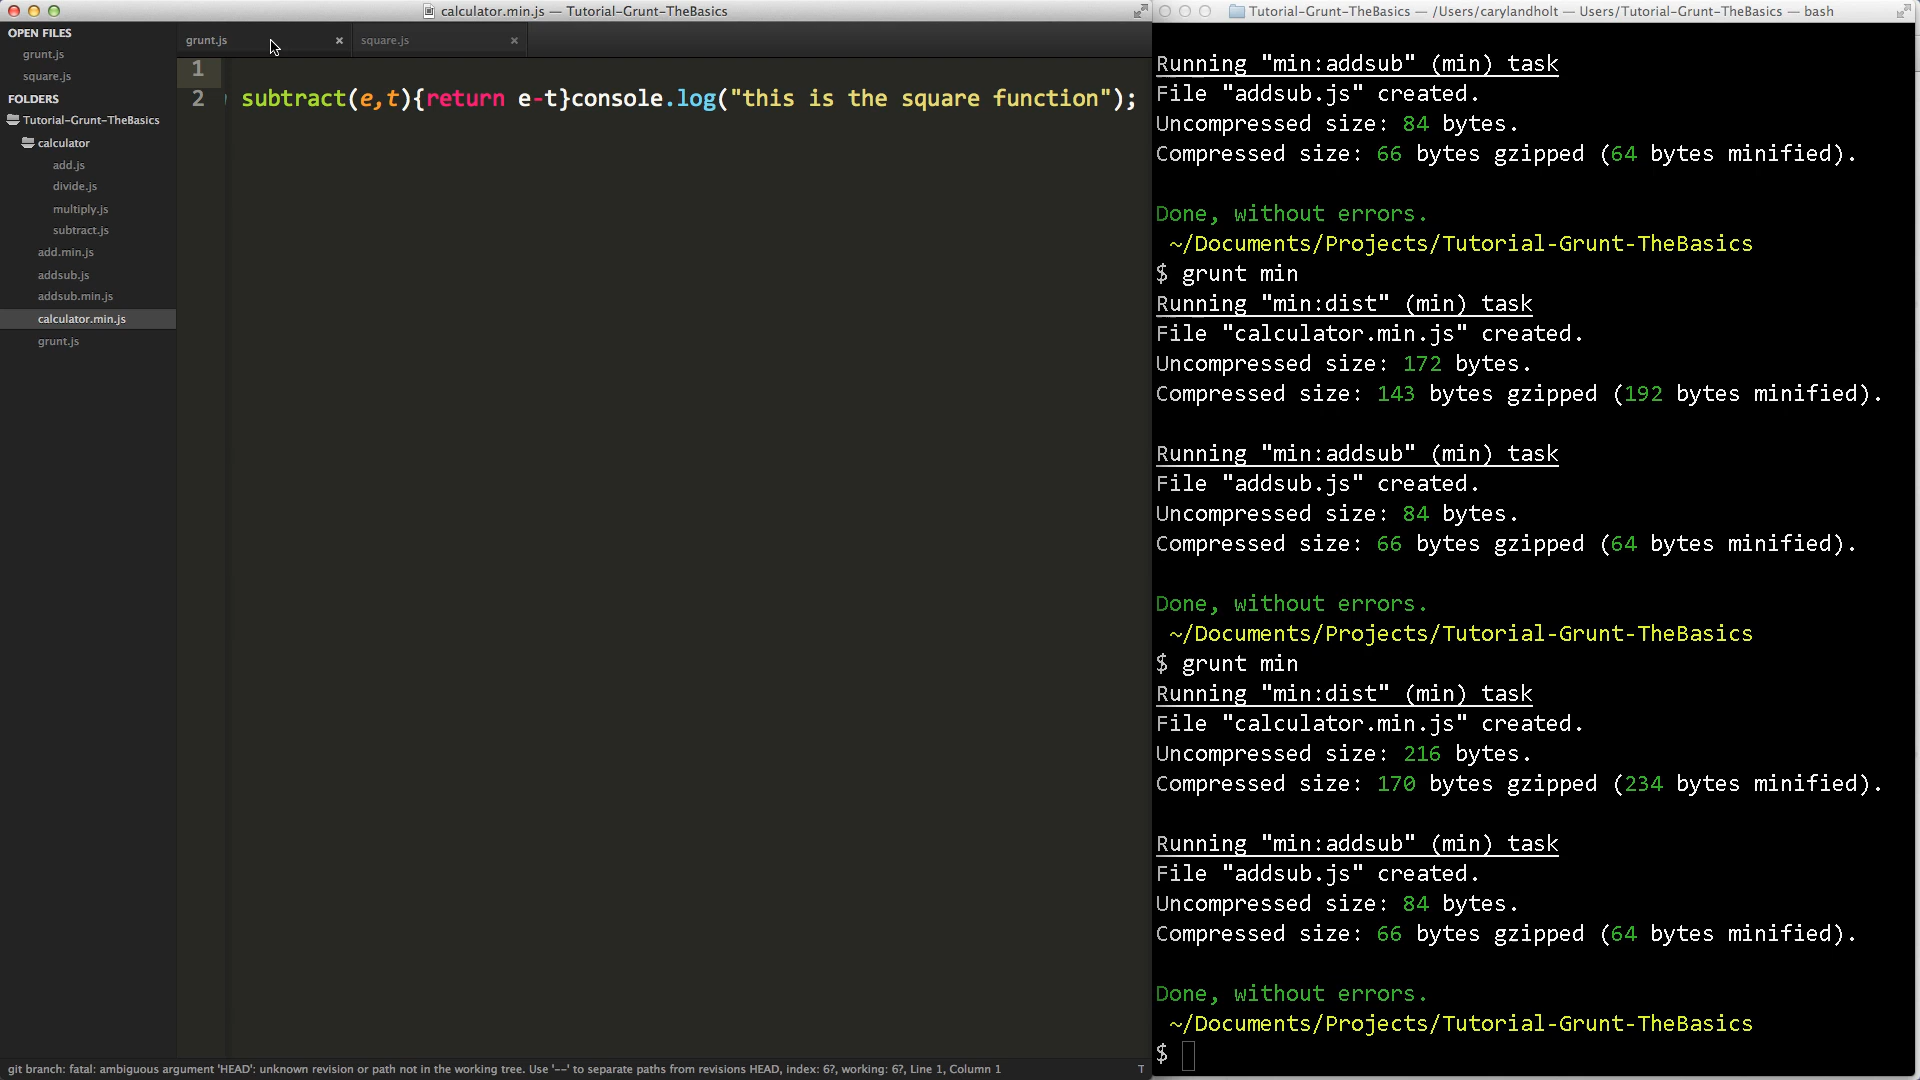 calculator.min.js — Tutorial-Grunt-TheBasics
OPEN FILES
grunt.js
square.js
FOLDERS
Tutorial-Grunt-TheBasics
calculator
add.js
divide.js
multiply.js
subtract.js
add.min.js
addsub.js
addsub.min.js
calculator.min.js
grunt.js
grunt.js ×
square.js ×
1
2 subtract(e,t){return e-t}console.log("this is the square function");
git branch: fatal: ambiguous argument 'HEAD': unknown revision or path not in the working tree. Use '--' to separate paths from revisions HEAD, index: 6?, working: 6?, Line 1, Column 1
T
Tutorial-Grunt-TheBasics — /Users/carylandholt — Users/Tutorial-Grunt-TheBasics — bash
Running "min:addsub" (min) task
File "addsub.js" created.
Uncompressed size: 84 bytes.
Compressed size: 66 bytes gzipped (64 bytes minified).
Done, without errors.
~/Documents/Projects/Tutorial-Grunt-TheBasics
$ grunt min
Running "min:dist" (min) task
File "calculator.min.js" created.
Uncompressed size: 172 bytes.
Compressed size: 143 bytes gzipped (192 bytes minified).
Running "min:addsub" (min) task
File "addsub.js" created.
Uncompressed size: 84 bytes.
Compressed size: 66 bytes gzipped (64 bytes minified).
Done, without errors.
~/Documents/Projects/Tutorial-Grunt-TheBasics
$ grunt min
Running "min:dist" (min) task
File "calculator.min.js" created.
Uncompressed size: 216 bytes.
Compressed size: 170 bytes gzipped (234 bytes minified).
Running "min:addsub" (min) task
File "addsub.js" created.
Uncompressed size: 84 bytes.
Compressed size: 66 bytes gzipped (64 bytes minified).
Done, without errors.
~/Documents/Projects/Tutorial-Grunt-TheBasics
$